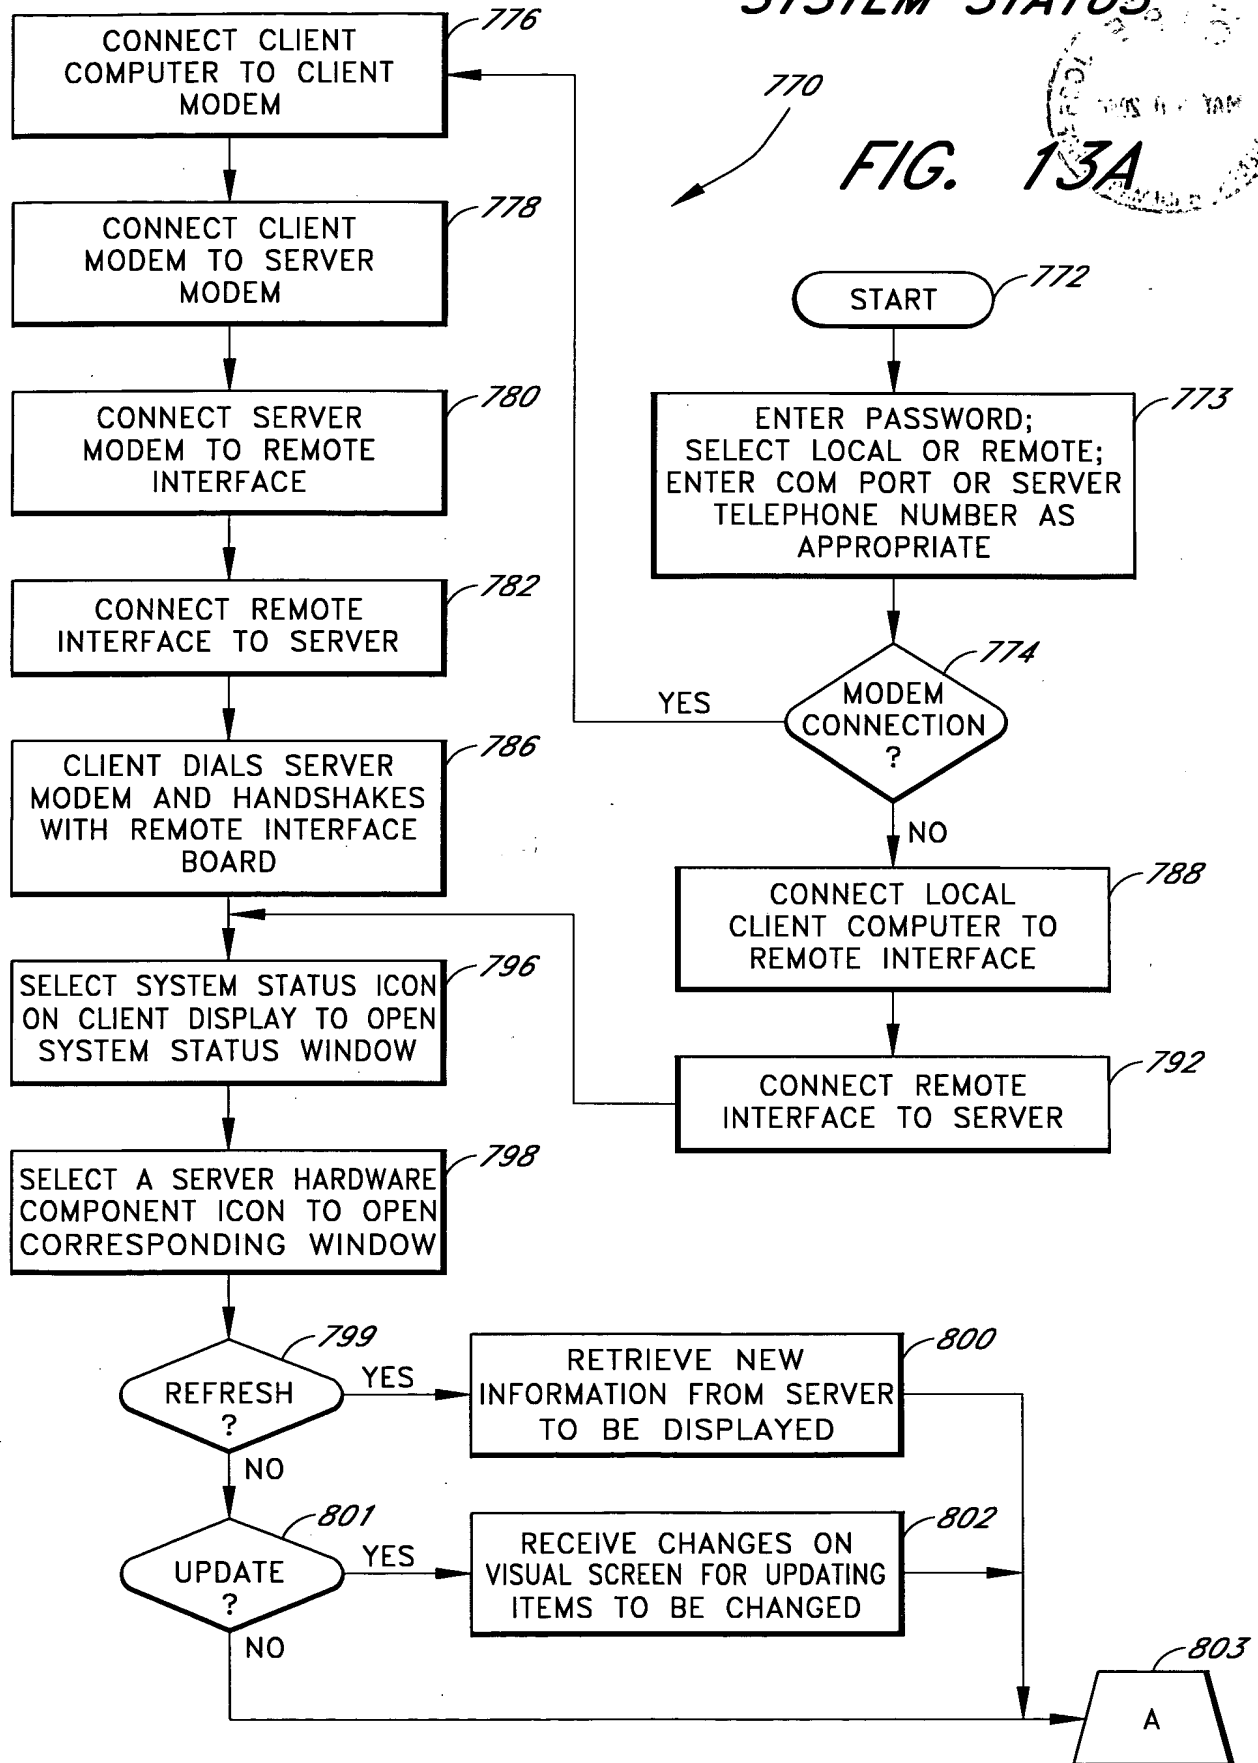 SYSTEM STATUS
770
FIG. 13A
776
CONNECT CLIENT
COMPUTER TO CLIENT
MODEM
778
CONNECT CLIENT
MODEM TO SERVER
MODEM
780
CONNECT SERVER
MODEM TO REMOTE
INTERFACE
782
CONNECT REMOTE
INTERFACE TO SERVER
786
CLIENT DIALS SERVER
MODEM AND HANDSHAKES
WITH REMOTE INTERFACE
BOARD
772
START
773
ENTER PASSWORD;
SELECT LOCAL OR REMOTE;
ENTER COM PORT OR SERVER
TELEPHONE NUMBER AS
APPROPRIATE
774
MODEM
CONNECTION
?
YES
NO
788
CONNECT LOCAL
CLIENT COMPUTER TO
REMOTE INTERFACE
792
CONNECT REMOTE
INTERFACE TO SERVER
796
SELECT SYSTEM STATUS ICON
ON CLIENT DISPLAY TO OPEN
SYSTEM STATUS WINDOW
798
SELECT A SERVER HARDWARE
COMPONENT ICON TO OPEN
CORRESPONDING WINDOW
799
REFRESH
?
YES
NO
800
RETRIEVE NEW
INFORMATION FROM SERVER
TO BE DISPLAYED
801
UPDATE
?
YES
NO
802
RECEIVE CHANGES ON
VISUAL SCREEN FOR UPDATING
ITEMS TO BE CHANGED
803
A